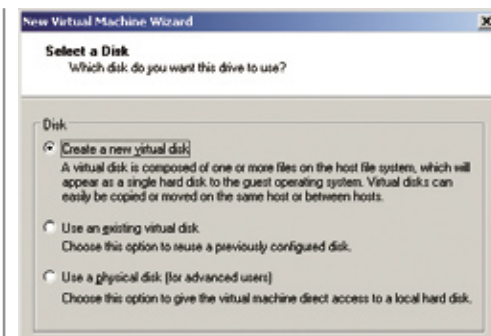 New Virtual Machine Wizard
Select a Disk
Which disk do you want this drive to use?
Disk
Create a new virtual disk
A virtual disk is composed of one or more files on the host file system, which will
appear as a single hard disk to the guest operating system. Virtual disks can
easily be copied or moved on the same host or between hosts.
Use an existing virtual disk
Choose this option to reuse a previously configured disk.
Use a physical disk (for advanced users)
Choose this option to give the virtual machine direct access to a local hard disk.